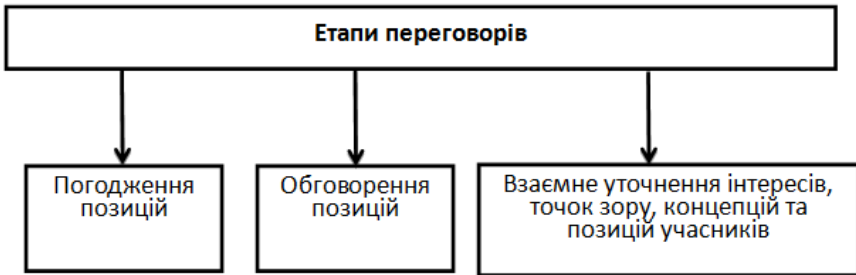 Етапи переговорів
Погодження
позицій
Обговорення
позицій
Взаємне уточнення інтересів,
точок зору, концепцій та
позицій учасників